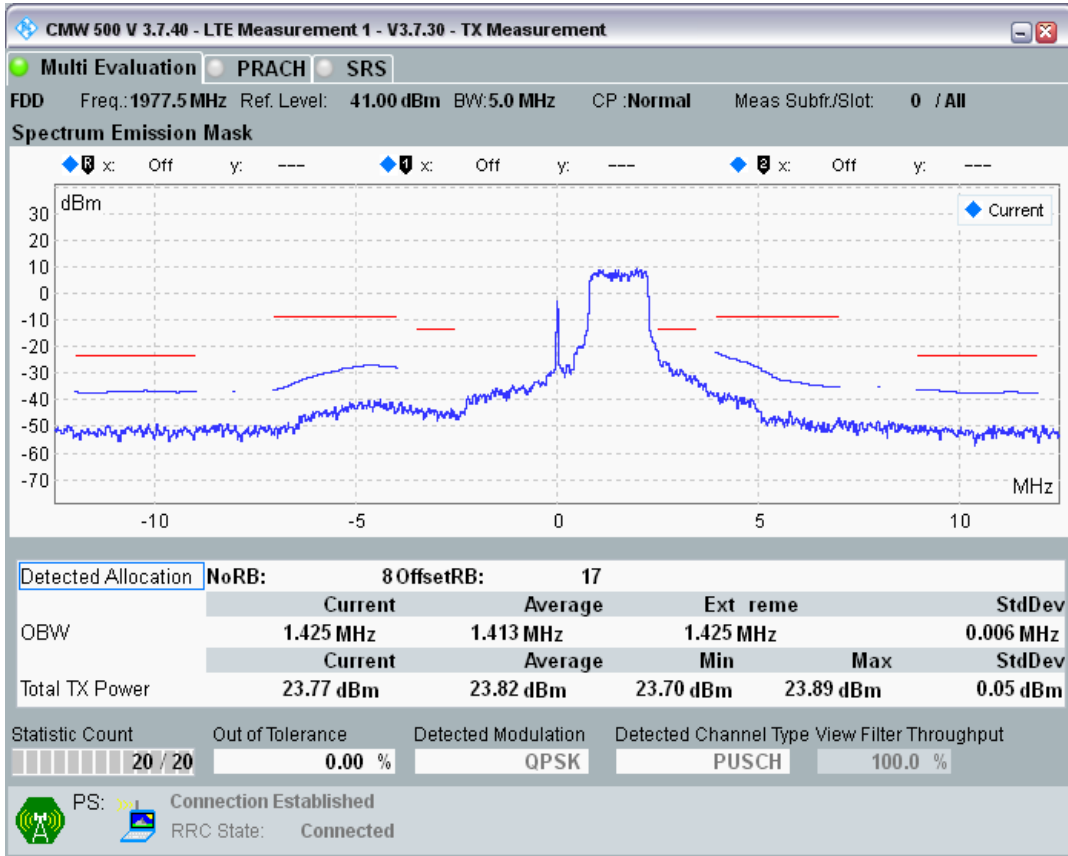 CMW 500 V 3.7.40 - LTE Measurement 1 - V3.7.30 - TX Measurement
Multi Evaluation PRACH SRS
FDD Freq.: 1977.5 MHz Ref. Level: 41.00 dBm BW: 5.0 MHz CP : Normal Meas Subfr./Slot: 0 / All
Spectrum Emission Mask
R x: Off y: --- 1 x: Off y: --- 2 x: Off y: ---
dBm
Current
30
20
10
0
-10
-20
-30
-40
-50
-60
-70
MHz
-10 -5 0 5 10
Detected Allocation NoRB: 8 OffsetRB: 17
Current Average Ext reme StdDev
OBW 1.425 MHz 1.413 MHz 1.425 MHz 0.006 MHz
Current Average Min Max StdDev
Total TX Power 23.77 dBm 23.82 dBm 23.70 dBm 23.89 dBm 0.05 dBm
Statistic Count Out of Tolerance Detected Modulation Detected Channel Type View Filter Throughput
20 / 20 0.00 % QPSK PUSCH 100.0 %
PS: Connection Established
RRC State: Connected